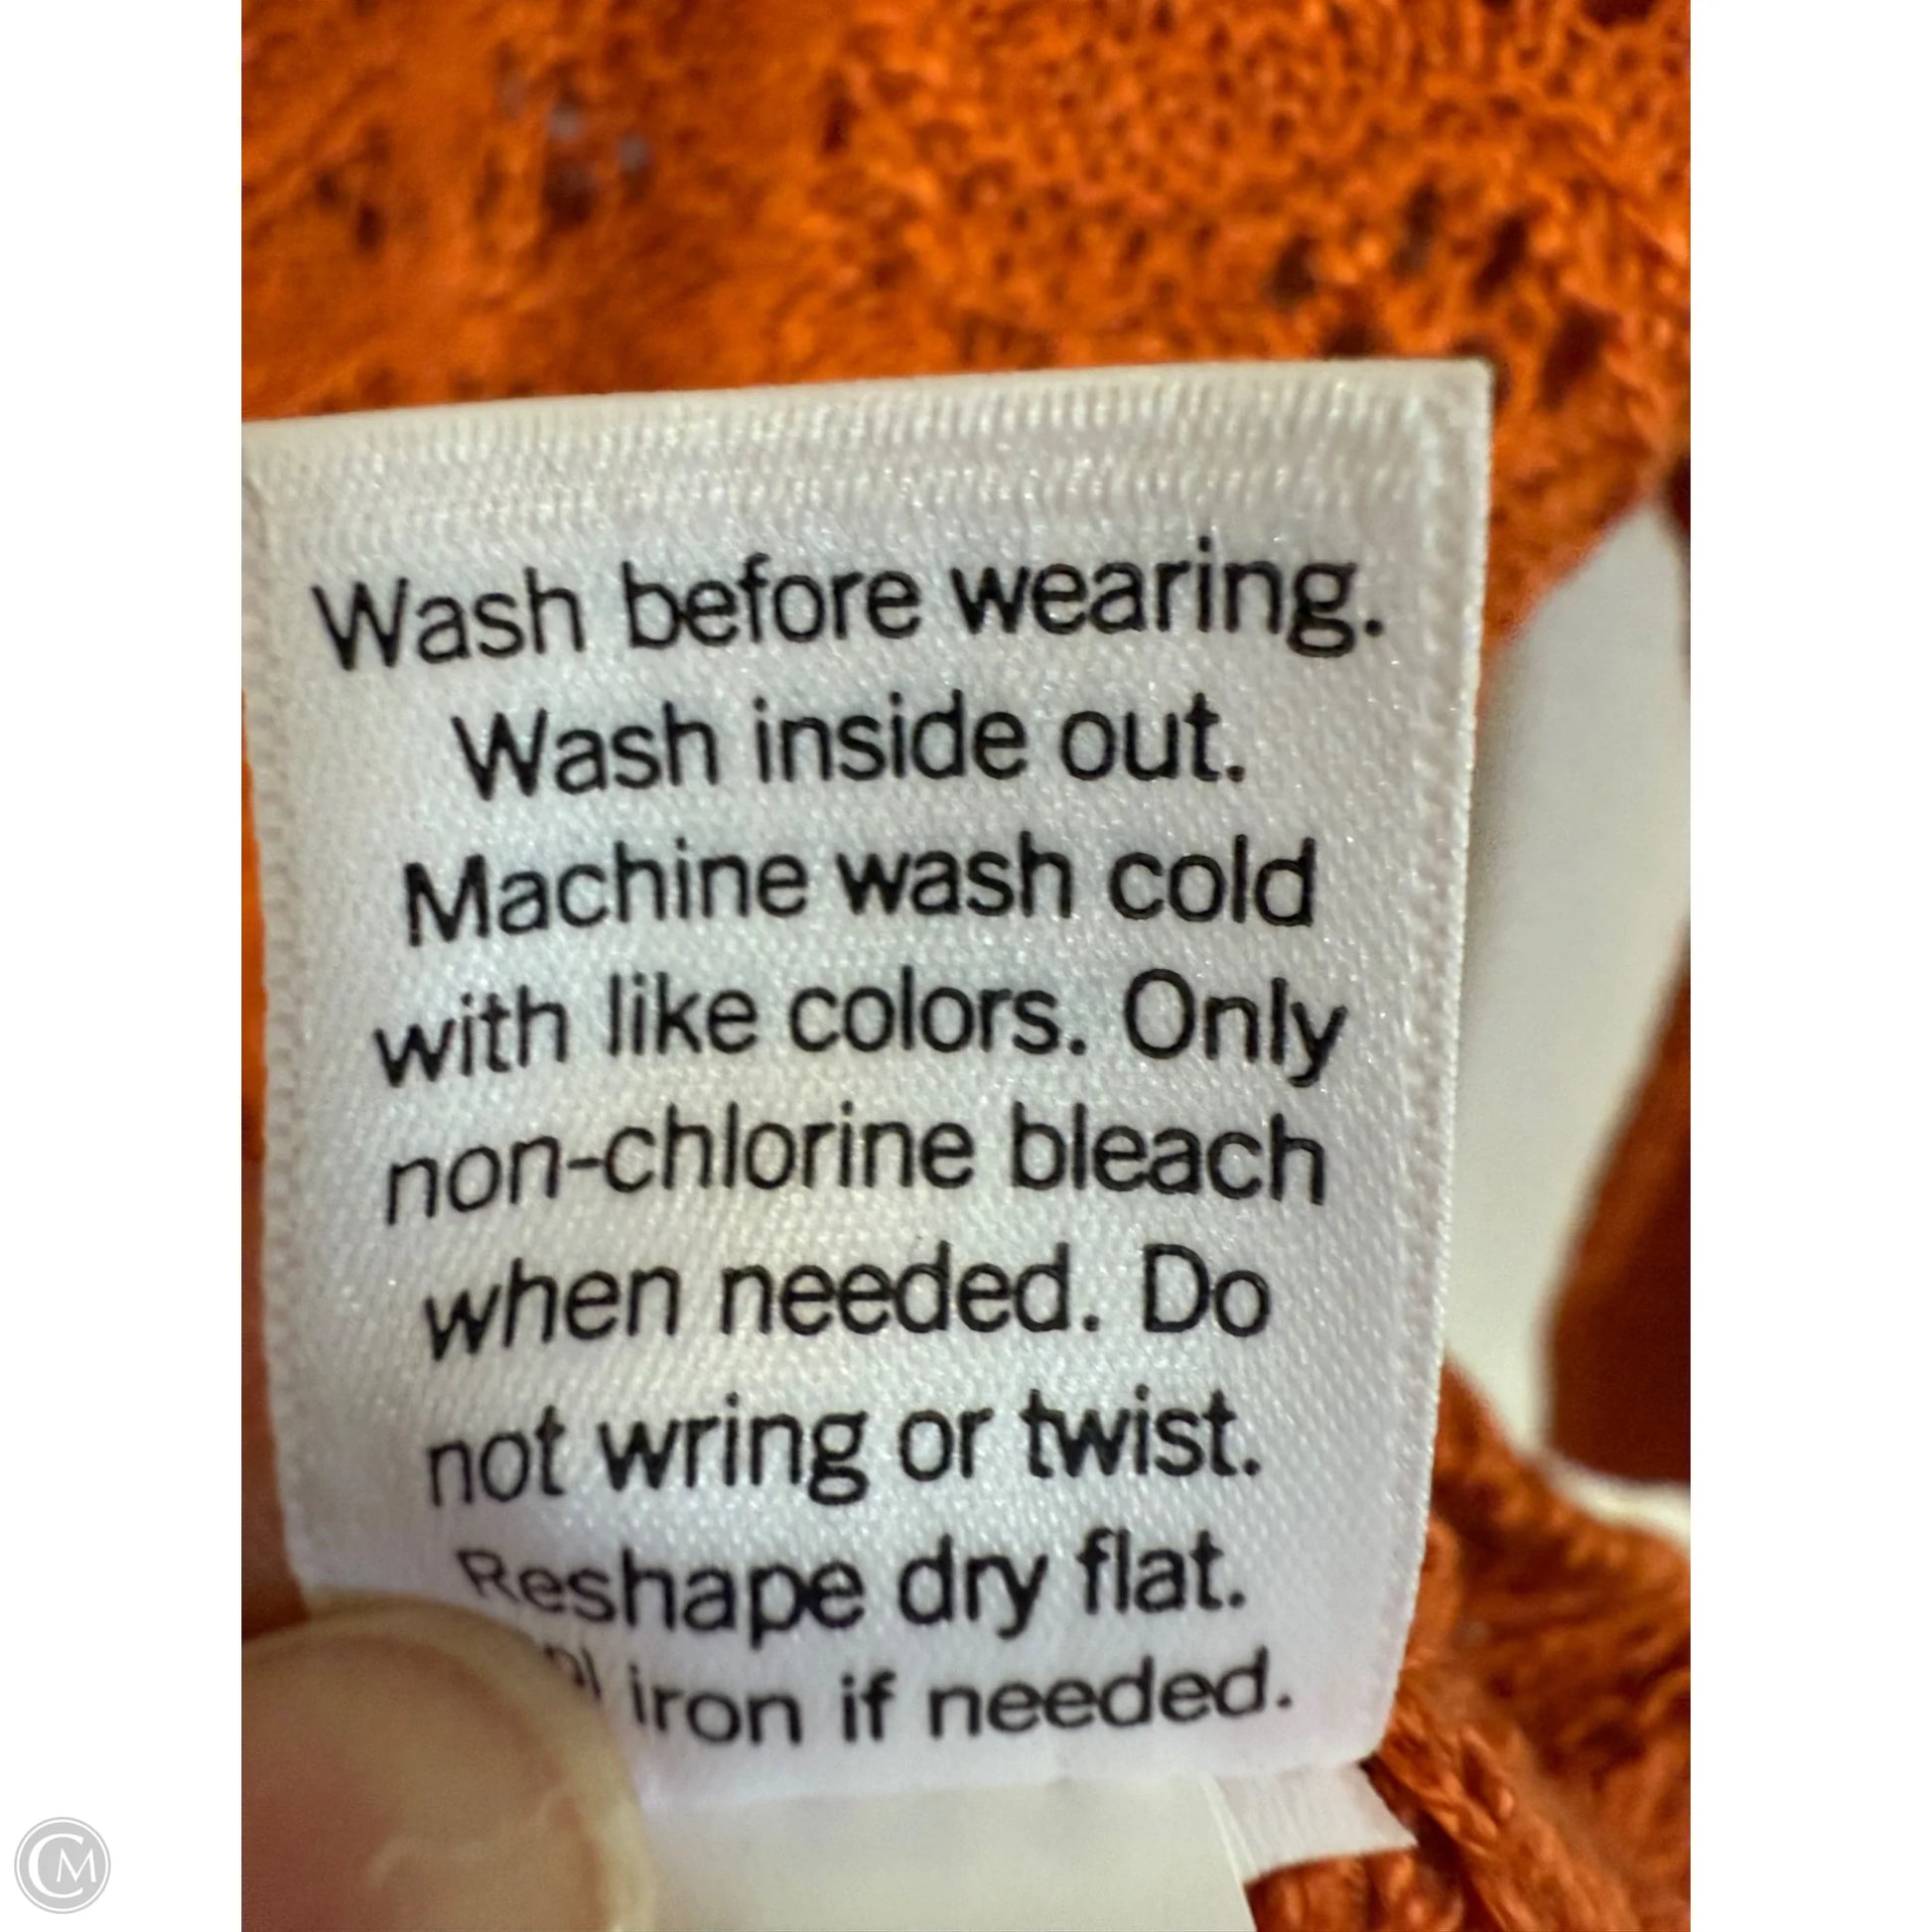 Wash before wearing.
Wash inside out.
Machine wash cold
with like colors. Only
non-chlorine bleach
when needed. Do
not wring or twist.
Reshape dry flat.
iron if needed.
CM